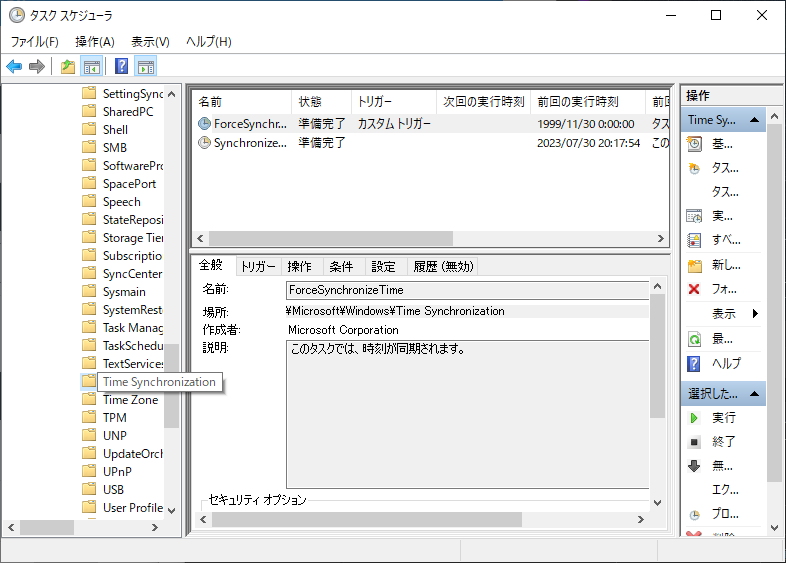 タスク スケジューラ
ファイル(F) 操作(A) 表示(V) ヘルプ(H)
SettingSync
SharedPC
Shell
SMB
SoftwarePro
SpacePort
Speech
StateReposi
Storage Tier
Subscriptio
SyncCenter
Sysmain
SystemRest
Task Manag
TaskSchedu
TextServices
Time Synchronization
Time Zone
TPM
UNP
UpdateOrch
UPnP
USB
User Profile
名前 状態 トリガー 次回の実行時刻 前回の実行時刻 前回
ForceSynchr... 準備完了 カスタム トリガー 1999/11/30 0:00:00 タス
Synchronize... 準備完了 2023/07/30 20:17:54 この
全般 トリガー 操作 条件 設定 履歴 (無効)
名前: ForceSynchronizeTime
場所: ¥Microsoft¥Windows¥Time Synchronization
作成者: Microsoft Corporation
説明: このタスクでは、時刻が同期されます。
セキュリティ オプション
操作
Time Sy...
基...
タス...
タス...
実...
すべ...
新し...
フォ...
表示
最...
ヘルプ
選択した...
実行
終了
無...
エク...
プロ...